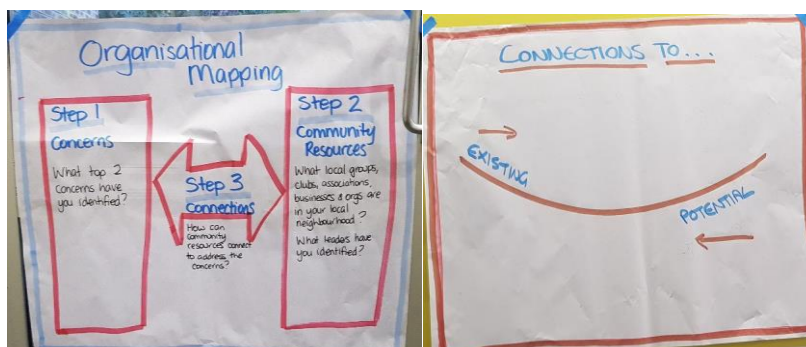 Organisational
Mapping
Step 1
Concerns
What top 2
concerns have
you identified?
Step 3
Connections
How can
community
resources connect
to address the
concerns?
Step 2
Community
Resources
What local groups,
clubs, associations,
businesses & orgs are
in your local
neighbourhood?
What leaders have
you identified?
CONNECTIONS TO...
EXISTING
POTENTIAL